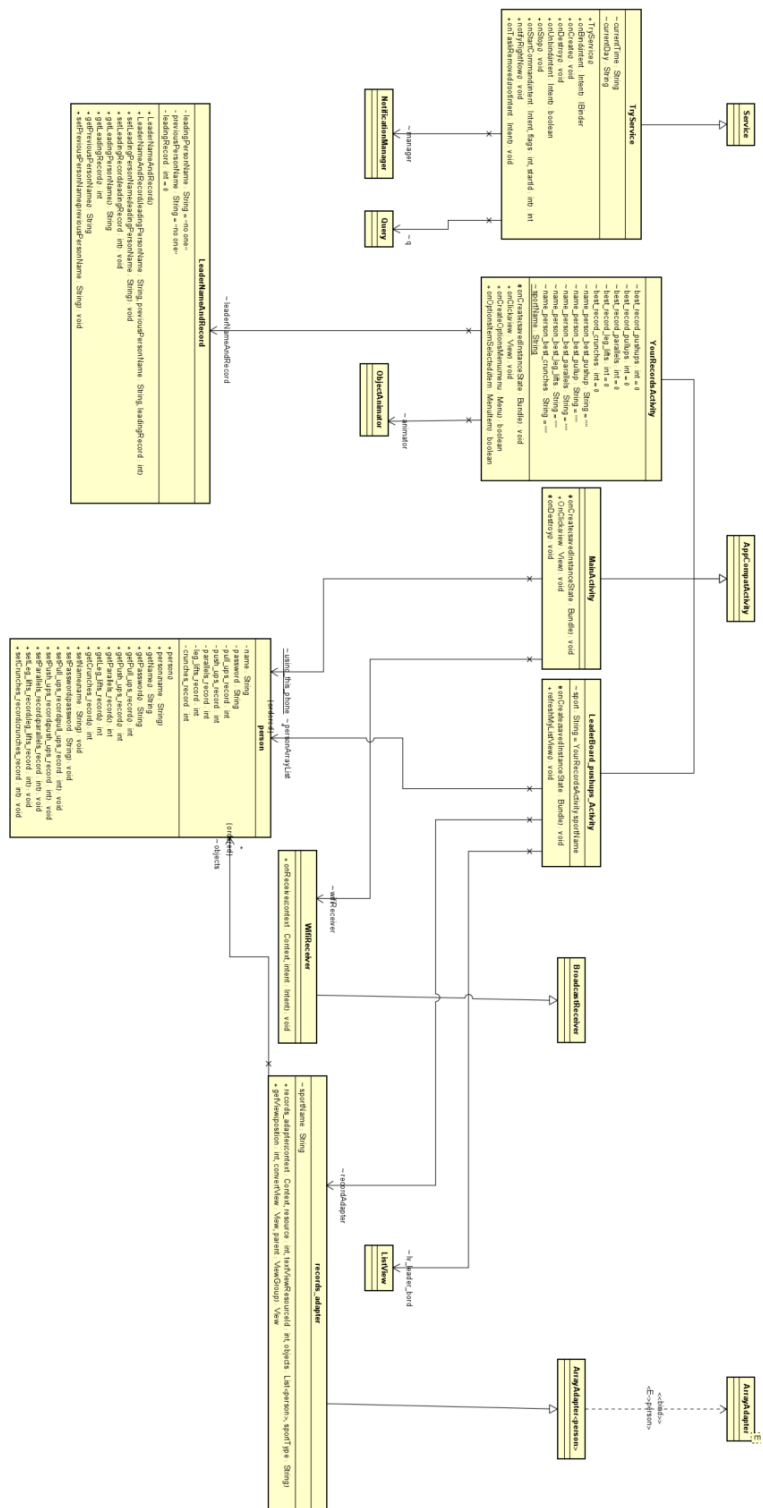 Service
TryService
~ currentTime : String
~ currentDay : String
+ TryService()
+ onBind(intent : Intent) : IBinder
+ onCreate() : void
+ onDestroy() : void
+ onUnbind(intent : Intent) : boolean
+ onStop() : void
+ onStartCommand(intent : Intent, flags : int, startId : int) : int
+ notifyRightNow() : void
+ onTaskRemoved(rootIntent : Intent) : void
~ manager
NotificationManager
~ q
Query
YourRecordsActivity
~ best_record_pushups : int = 0
~ best_record_pullups : int = 0
~ best_record_parallels : int = 0
~ best_record_leg_lifts : int = 0
~ best_record_crunches : int = 0
~ name_person_best_pushup : String = ""
~ name_person_best_pullup : String = ""
~ name_person_best_parallels : String = ""
~ name_person_best_leg_lifts : String = ""
~ name_person_best_crunches : String = ""
~ sportName : String
# onCreate(savedInstanceState : Bundle) : void
+ onClick(view : View) : void
+ onCreateOptionsMenu(menu : Menu) : boolean
+ onOptionsItemSelected(item : MenuItem) : boolean
~ leaderNameAndRecord
LeaderNameAndRecord
- leadingPersonName : String = "no one"
- previousPersonName : String = "no one"
- leadingRecord : int = 0
+ LeaderNameAndRecord()
+ LeaderNameAndRecord(leadingPersonName : String, previousPersonName : String, leadingRecord : int)
+ setLeadingPersonName(leadingPersonName : String) : void
+ setLeadingRecord(leadingRecord : int) : void
+ getLeadingPersonName() : String
+ getLeadingRecord() : int
+ getPreviousPersonName() : String
+ setPreviousPersonName(previousPersonName : String) : void
~ animator
ObjectAnimator
AppCompatActivity
MainActivity
# onCreate(savedInstanceState : Bundle) : void
+ OnClick(view : View) : void
# onDestroy() : void
LeaderBoard_pushups_Activity
~ sport : String = YourRecordsActivity.sportName
# onCreate(savedInstanceState : Bundle) : void
+ refreshMyListView() : void
~ using_this_phone
~ personArrayList
*
{ordered}
person
- name : String
- password : String
- pull_ups_record : int
- push_ups_record : int
- parallels_record : int
- leg_lifts_record : int
- crunches_record : int
+ person()
+ person(name : String)
+ getName() : String
+ getPassword() : String
+ getPull_ups_record() : int
+ getPush_ups_record() : int
+ getParallels_record() : int
+ getLeg_lifts_record() : int
+ getCrunches_record() : int
+ setName(name : String) : void
+ setPassword(password : String) : void
+ setPull_ups_record(pull_ups_record : int) : void
+ setPush_ups_record(push_ups_record : int) : void
+ setParallels_record(parallels_record : int) : void
+ setLeg_lifts_record(leg_lifts_record : int) : void
+ setCrunches_record(crunches_record : int) : void
*
{ordered}
~ objects
~ wifiReceiver
WifiReceiver
+ onReceive(context : Context, intent : Intent) : void
BroadcastReceiver
~ recordAdapter
records_adapter
~ sportName : String
+ records_adapter(context : Context, resource : int, textViewResourceId : int, objects : List<person>, sportType : String)
+ getView(position : int, convertView : View, parent : ViewGroup) : View
~ lv_leader_bord
ListView
ArrayAdapter<person>
<<bind>>
<E->person>
ArrayAdapter
E